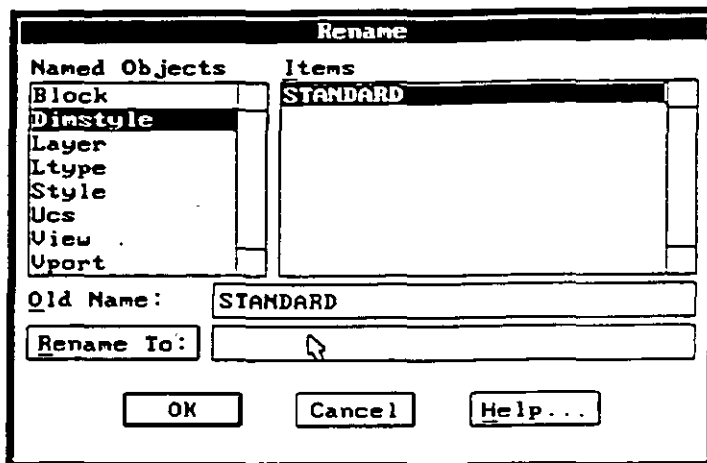 Rename
Named Objects
Items
Block
Dimstyle
Layer
Ltype
Style
Ucs
View
Vport
STANDARD
Old Name:
STANDARD
Rename To:
OK
Cancel
Help...